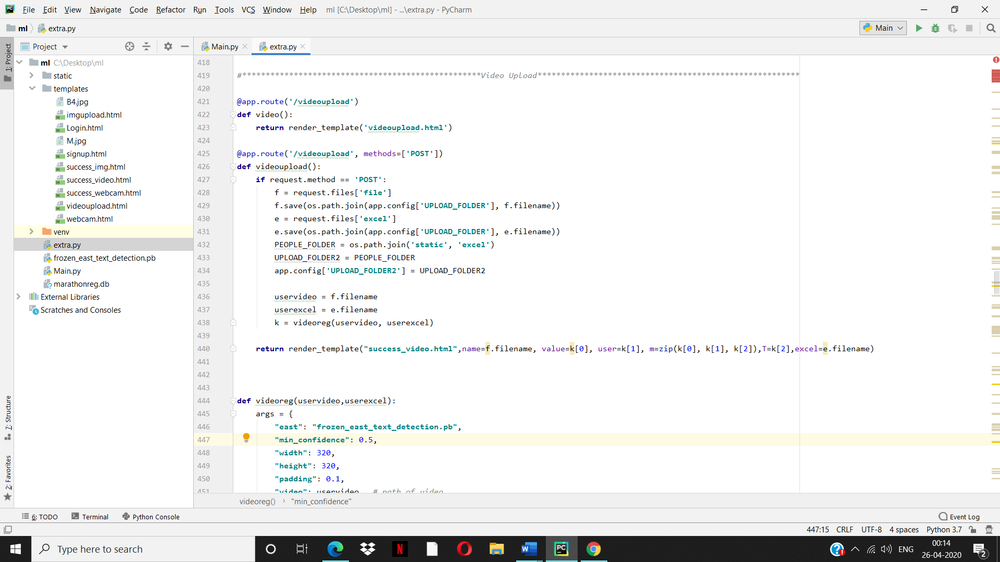 File Edit View Navigate Code Refactor Run Tools VCS Window Help ml [C:\Desktop\ml] - ...\extra.py - PyCharm
ml extra.py Main
Project Main.py extra.py
1: Project
ml C:\Desktop\ml
static
templates
B4.jpg
imgupload.html
Login.html
M.jpg
signup.html
success_img.html
success_video.html
success_webcam.html
videoupload.html
webcam.html
venv
extra.py
frozen_east_text_detection.pb
Main.py
marathonreg.db
External Libraries
Scratches and Consoles
7: Structure
2: Favorites
418
419 #***************************************************Video Upload********************************************************
420
421 @app.route('/videoupload')
422 def video():
423 return render_template('videoupload.html')
424
425 @app.route('/videoupload', methods=['POST'])
426 def videoupload():
427 if request.method == 'POST':
428 f = request.files['file']
429 f.save(os.path.join(app.config['UPLOAD_FOLDER'], f.filename))
430 e = request.files['excel']
431 e.save(os.path.join(app.config['UPLOAD_FOLDER'], e.filename))
432 PEOPLE_FOLDER = os.path.join('static', 'excel')
433 UPLOAD_FOLDER2 = PEOPLE_FOLDER
434 app.config['UPLOAD_FOLDER2'] = UPLOAD_FOLDER2
435
436 uservideo = f.filename
437 userexcel = e.filename
438 k = videoreg(uservideo, userexcel)
439
440 return render_template("success_video.html",name=f.filename, value=k[0], user=k[1], m=zip(k[0], k[1], k[2]),T=k[2],excel=e.filename)
441
442
443
444 def videoreg(uservideo,userexcel):
445 args = {
446 "east": "frozen_east_text_detection.pb",
447 "min_confidence": 0.5,
448 "width": 320,
449 "height": 320,
450 "padding": 0.1,
451 "video": uservideo, # path of video
videoreg() › "min_confidence"
6: TODO Terminal Python Console Event Log
447:15 CRLF UTF-8 4 spaces Python 3.7
Type here to search
ENG
00:14
26-04-2020
2